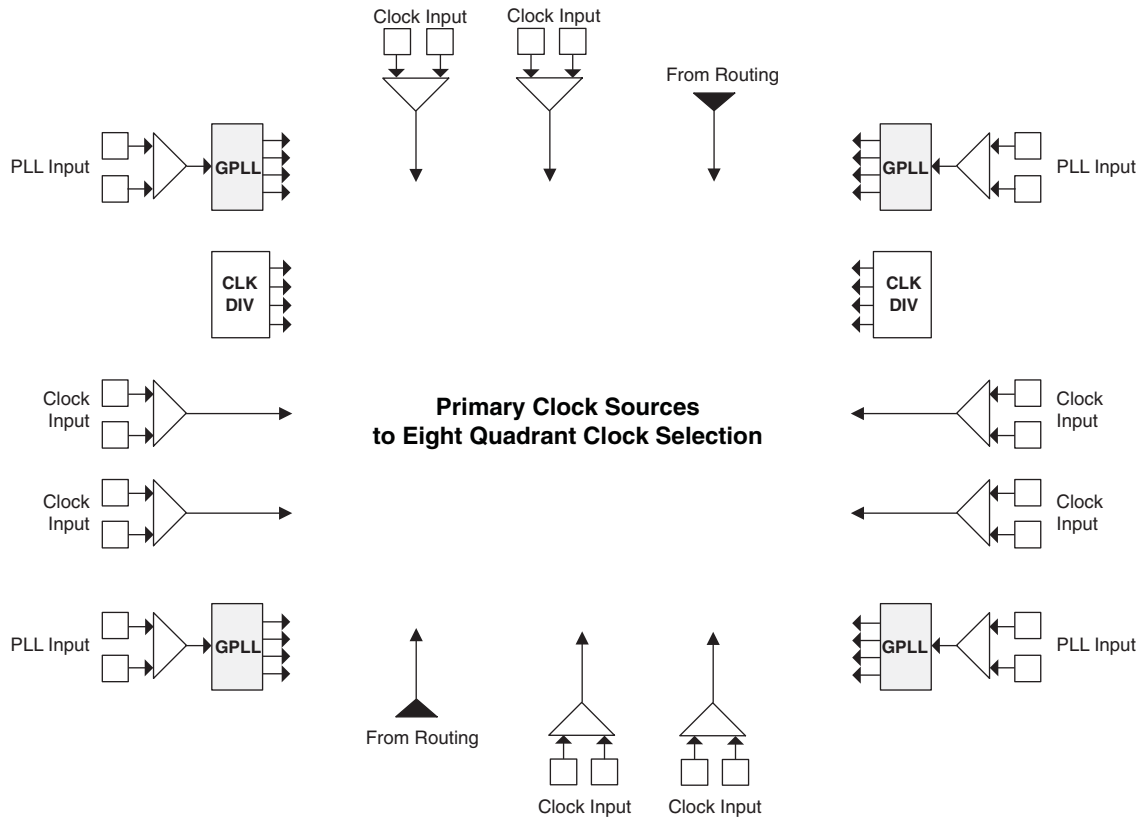 Clock Input
Clock Input
From Routing
PLL Input
GPLL
GPLL
PLL Input
CLK
DIV
CLK
DIV
Clock
Input
Primary Clock Sources
to Eight Quadrant Clock Selection
Clock
Input
Clock
Input
Clock
Input
PLL Input
GPLL
GPLL
PLL Input
From Routing
Clock Input
Clock Input